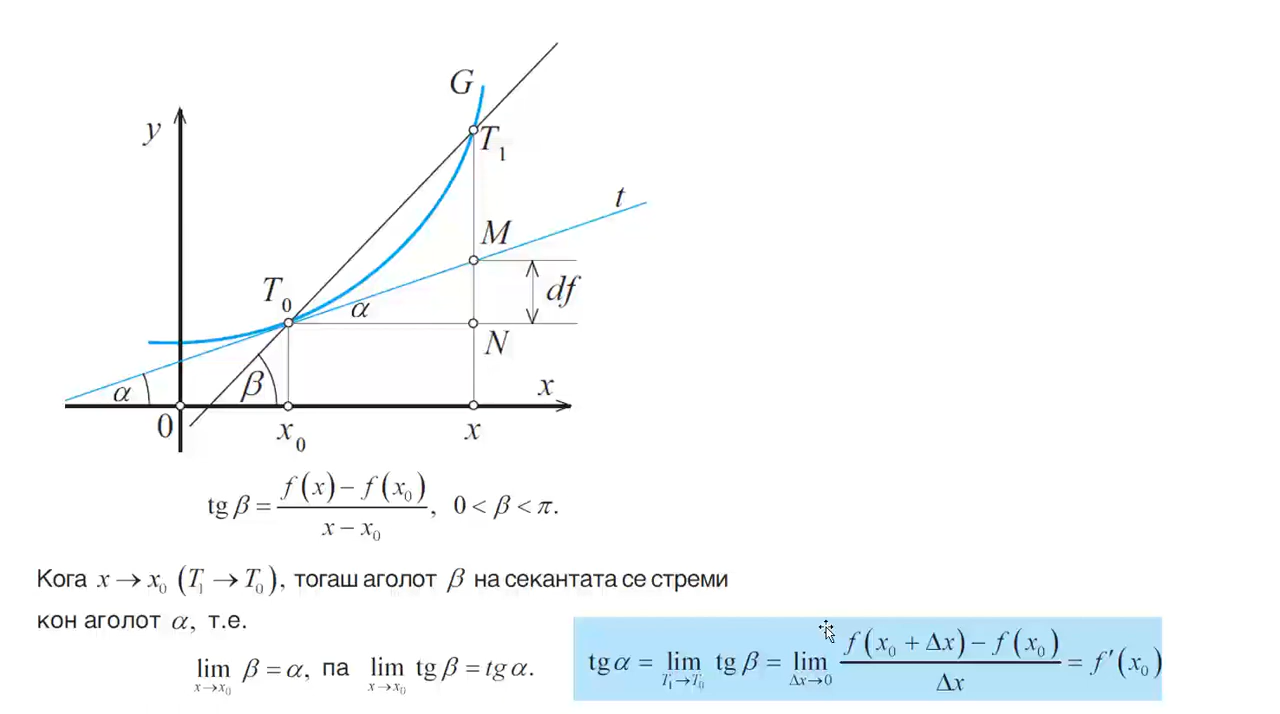 G
y
T₁
t
M
T₀
α
df
N
α
β
x
0
x₀
x
tg β = (f(x) − f(x₀)) / (x − x₀), 0 < β < π.
Кога x → x₀ (T₁ → T₀), тогаш аголот β на секантата се стреми
кон аголот α, т.е.
lim_{x→x₀} β = α, па lim_{x→x₀} tg β = tg α.
tg α = lim_{T₁→T₀} tg β = lim_{Δx→0} (f(x₀ + Δx) − f(x₀)) / Δx = f′(x₀)